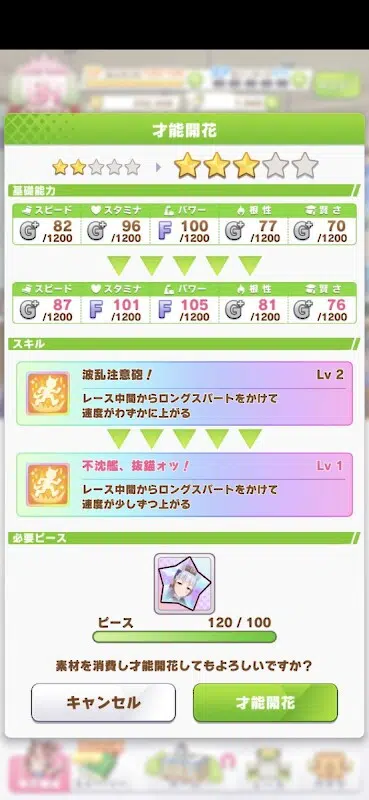 才能開花
基礎能力
スピード スタミナ パワー 根性 賢さ
G+ 82 G+ 96 F 100 G+ 77 G+ 70
/1200 /1200 /1200 /1200 /1200
スピード スタミナ パワー 根性 賢さ
G+ 87 F 101 F 105 G+ 81 G+ 76
/1200 /1200 /1200 /1200 /1200
スキル
波乱注意砲！ Lv 2
レース中間からロングスパートをかけて
速度がわずかに上がる
不沈艦、抜錨ォッ！ Lv 1
レース中間からロングスパートをかけて
速度が少しずつ上がる
必要ピース
ピース 120 / 100
素材を消費し才能開花してもよろしいですか？
キャンセル 才能開花